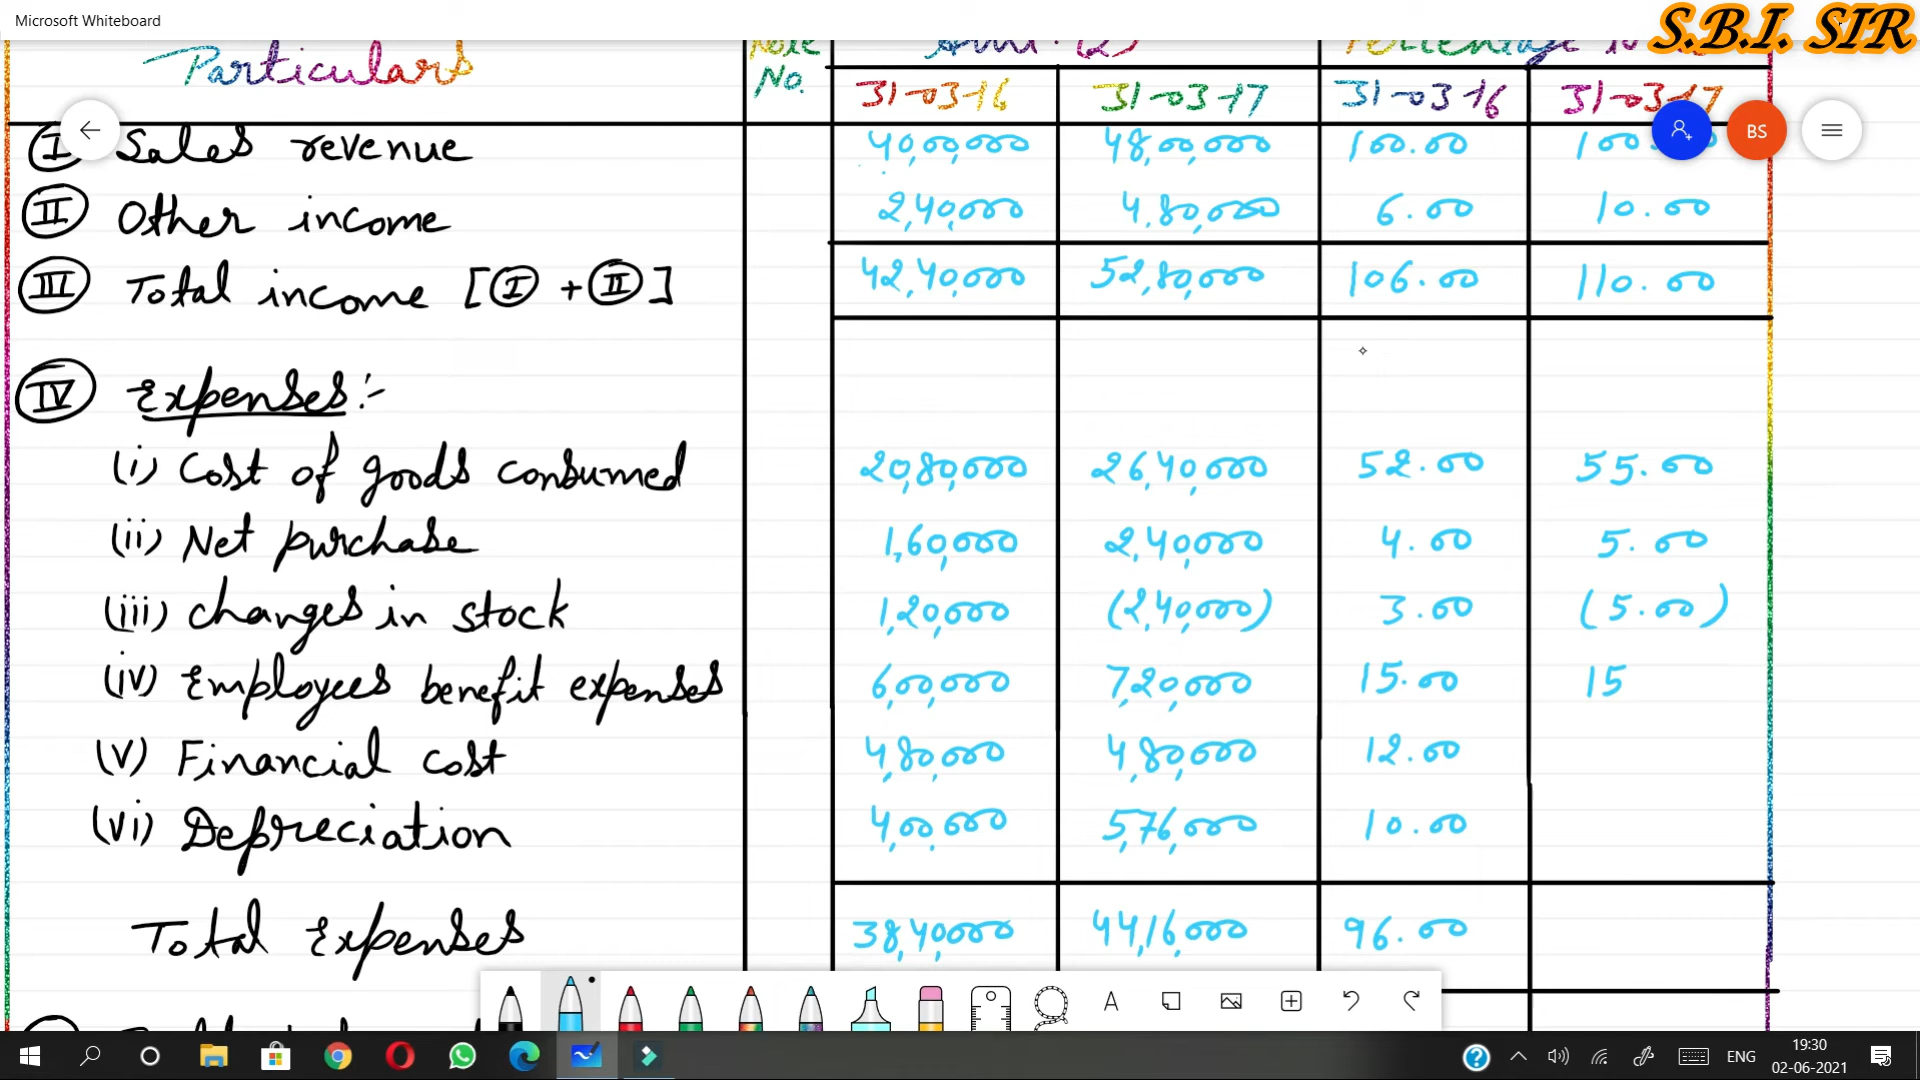 Microsoft Whiteboard
S.B.I. SIR
Particulars Note No.
31-03-16 31-03-17 31-03-16 31-03-17
I Sales revenue 40,00,000 48,00,000 100.00 100
II Other income 2,40,000 4,80,000 6.00 10.00
III Total income [I + II] 42,40,000 52,80,000 106.00 110.00
IV Expenses:-
(i) Cost of goods consumed 20,80,000 26,40,000 52.00 55.00
(ii) Net purchase 1,60,000 2,40,000 4.00 5.00
(iii) Changes in stock 1,20,000 (2,40,000) 3.00 (5.00)
(iv) Employees benefit expenses 6,00,000 7,20,000 15.00 15
(v) Financial cost 4,80,000 4,80,000 12.00
(vi) Depreciation 4,00,000 5,76,000 10.00
Total Expenses 38,40,000 44,16,000 96.00
BS
A
ENG
19:30
02-06-2021